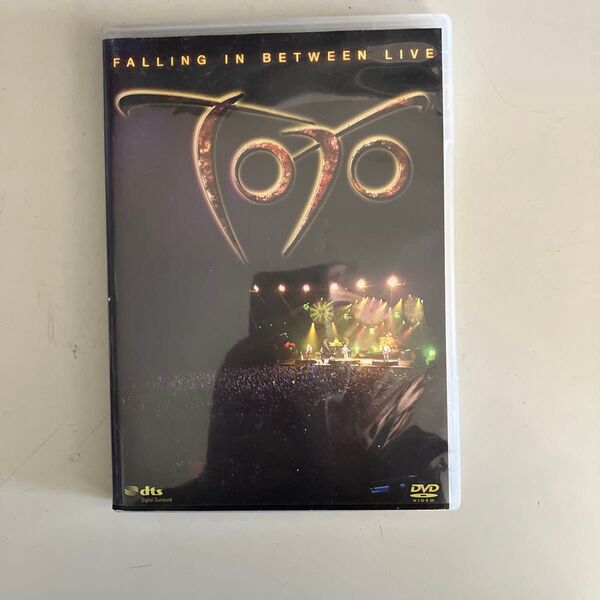 FALLING IN BETWEEN LIVE
TOTO
dts
Digital Surround
DVD
VIDEO